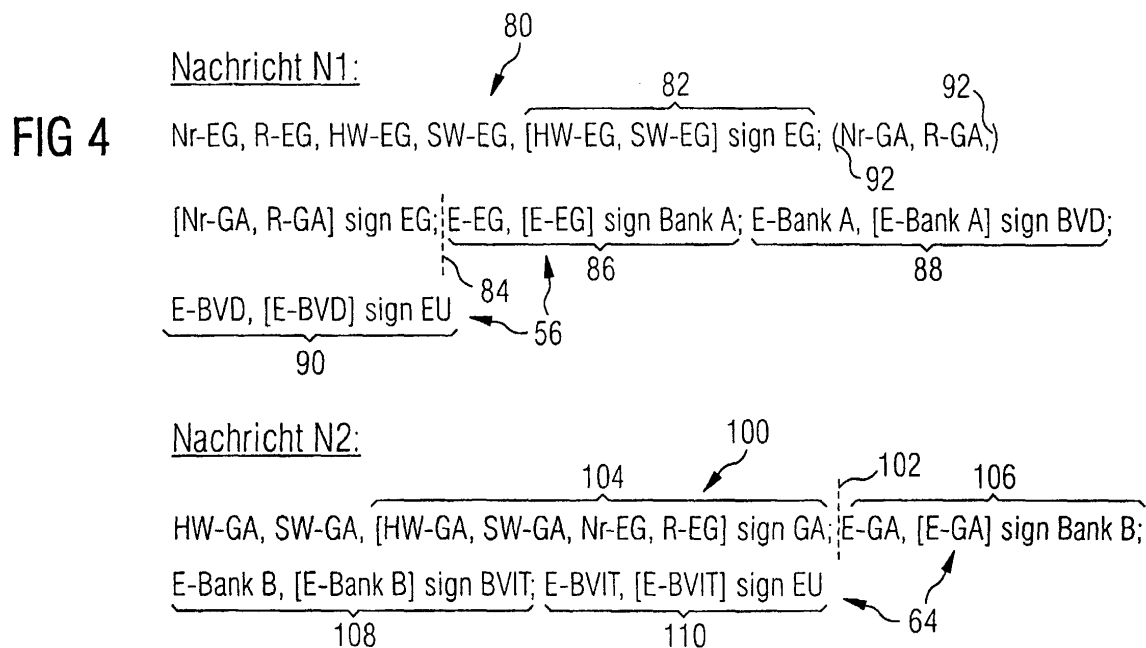 80
Nachricht N1:
82
92
FIG 4
Nr-EG, R-EG, HW-EG, SW-EG, [HW-EG, SW-EG] sign EG; (Nr-GA, R-GA;)
92
[Nr-GA, R-GA] sign EG; E-EG, [E-EG] sign Bank A; E-Bank A, [E-Bank A] sign BVD;
84
86
88
E-BVD, [E-BVD] sign EU
56
90
Nachricht N2:
100
102
104
106
HW-GA, SW-GA, [HW-GA, SW-GA, Nr-EG, R-EG] sign GA; E-GA, [E-GA] sign Bank B;
E-Bank B, [E-Bank B] sign BVIT; E-BVIT, [E-BVIT] sign EU
64
108
110